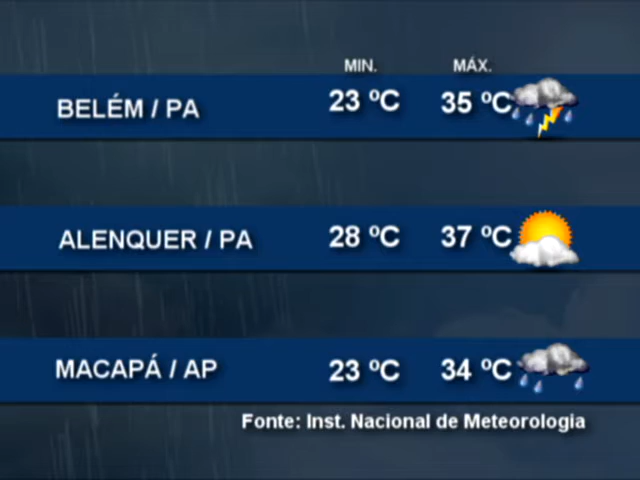 MIN. MÁX.
BELÉM / PA 23 ºC 35 ºC
ALENQUER / PA 28 ºC 37 ºC
MACAPÁ / AP 23 ºC 34 ºC
Fonte: Inst. Nacional de Meteorologia